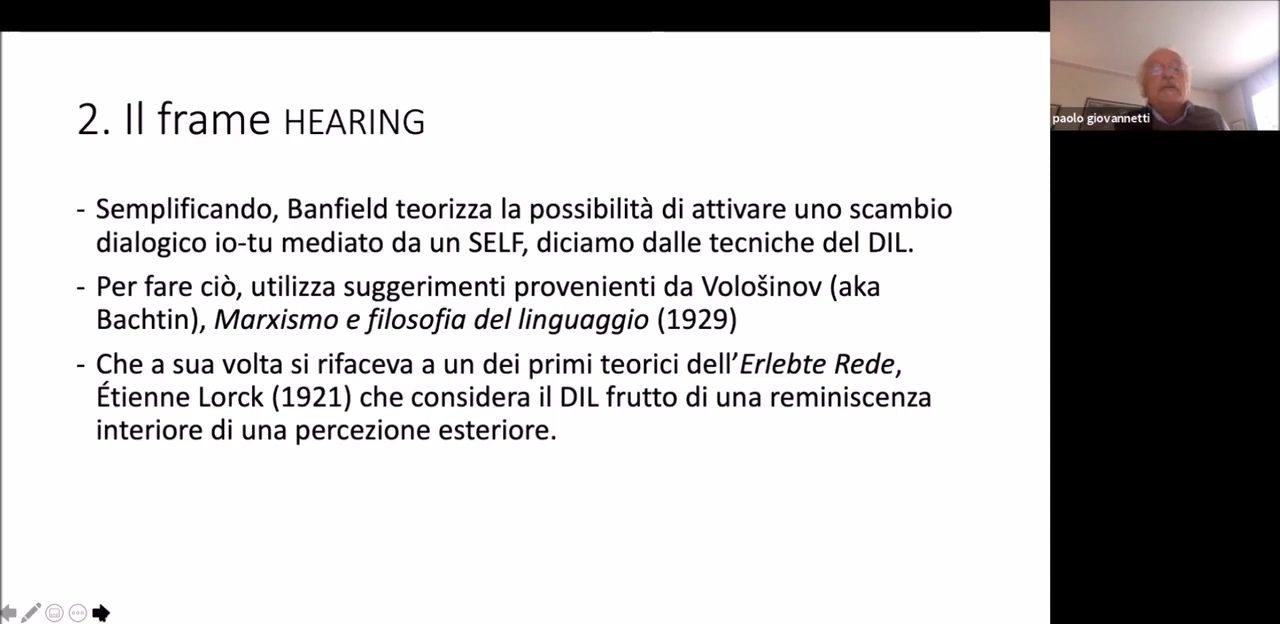 2. Il frame HEARING
- Semplificando, Banfield teorizza la possibilità di attivare uno scambio
dialogico io-tu mediato da un SELF, diciamo dalle tecniche del DIL.
- Per fare ciò, utilizza suggerimenti provenienti da Vološinov (aka
Bachtin), Marxismo e filosofia del linguaggio (1929)
- Che a sua volta si rifaceva a un dei primi teorici dell’Erlebte Rede,
Étienne Lorck (1921) che considera il DIL frutto di una reminiscenza
interiore di una percezione esteriore.
paolo giovannetti